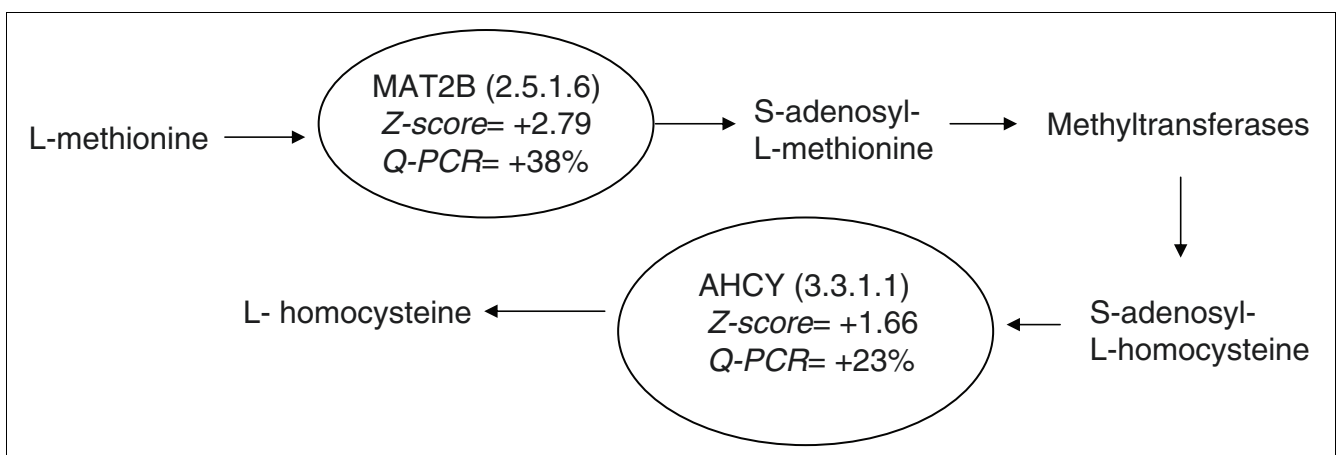 L-methionine
MAT2B (2.5.1.6)
Z-score= +2.79
Q-PCR= +38%
S-adenosyl-
L-methionine
Methyltransferases
S-adenosyl-
L-homocysteine
AHCY (3.3.1.1)
Z-score= +1.66
Q-PCR= +23%
L- homocysteine